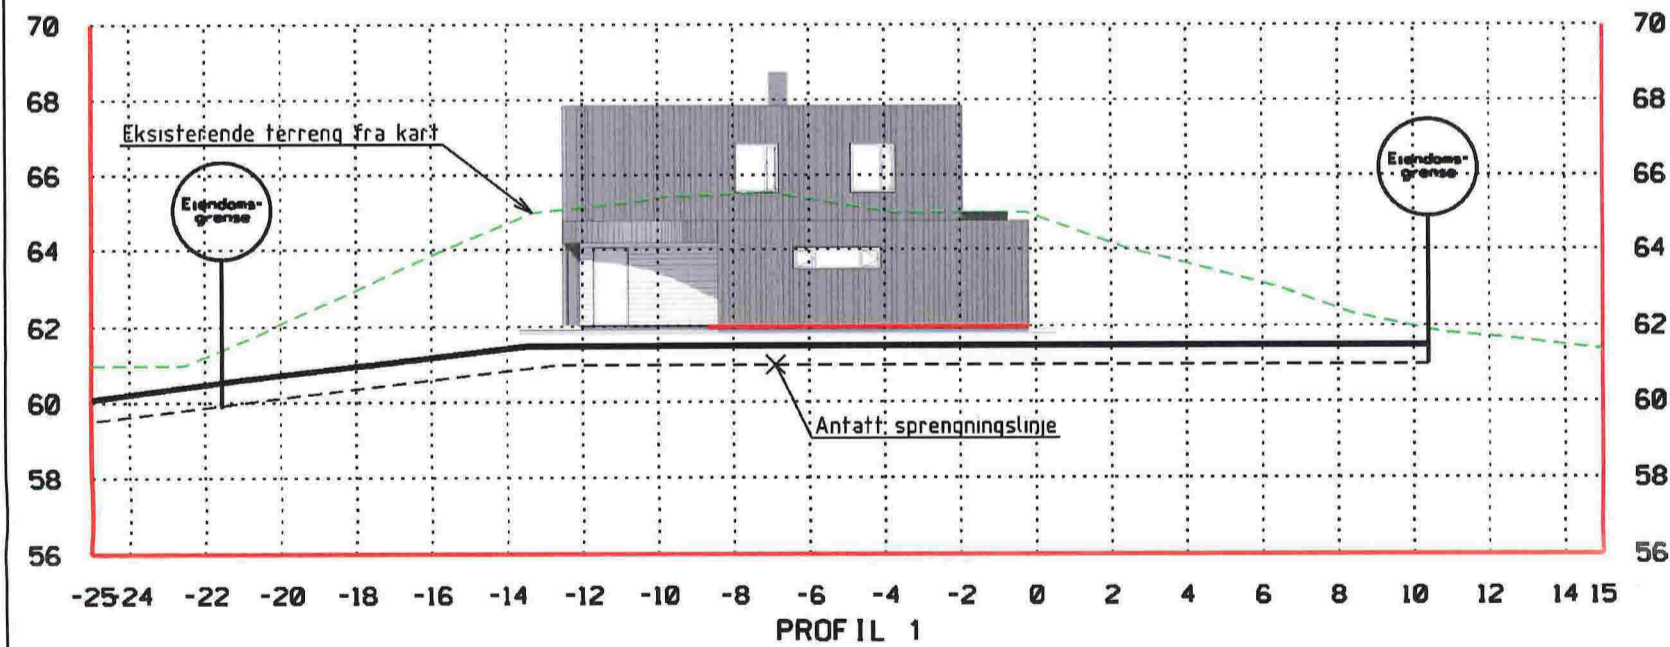 70 70
68 68
Eksisterende terreng fra kart
66 66
Eiendoms-
grense
Eiendoms-
grense
64 64
62 62
60 60
Antatt sprengningslinje
58 58
56 56
-25 -24 -22 -20 -18 -16 -14 -12 -10 -8 -6 -4 -2 0 2 4 6 8 10 12 14 15
PROFIL 1